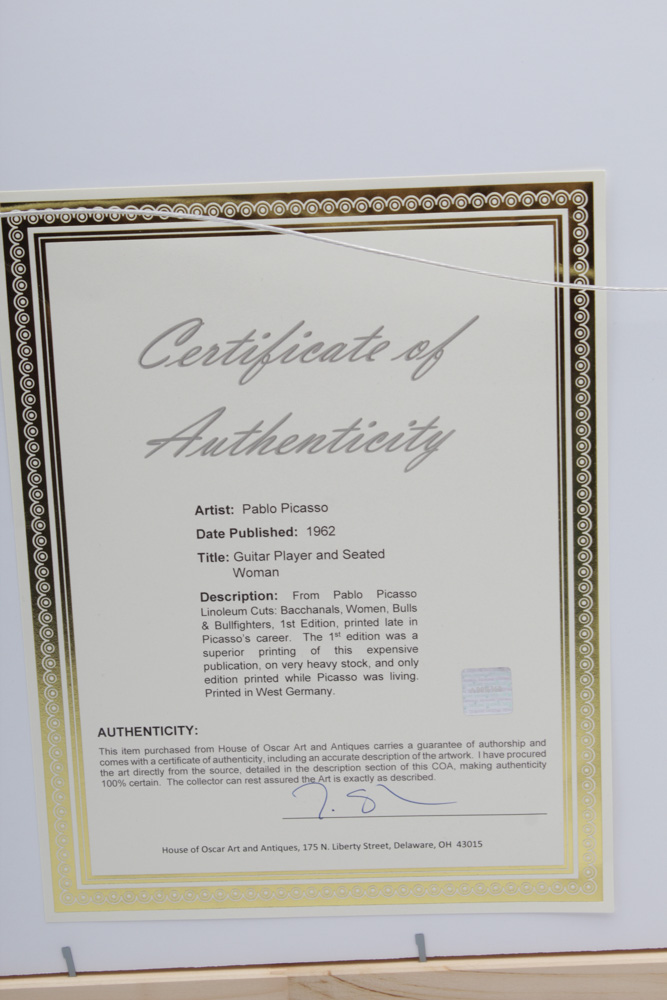 Certificate of
Authenticity
Artist: Pablo Picasso
Date Published: 1962
Title: Guitar Player and Seated
Woman
Description: From Pablo Picasso
Linoleum Cuts: Bacchanals, Women, Bulls
& Bullfighters, 1st Edition, printed late in
Picasso's career. The 1st edition was a
superior printing of this expensive
publication, on very heavy stock, and only
edition printed while Picasso was living.
Printed in West Germany.
AUTHENTICITY:
This item purchased from House of Oscar Art and Antiques carries a guarantee of authorship and
comes with a certificate of authenticity, including an accurate description of the artwork. I have procured
the art directly from the source, detailed in the description section of this COA, making authenticity
100% certain. The collector can rest assured the Art is exactly as described.
House of Oscar Art and Antiques, 175 N. Liberty Street, Delaware, OH 43015